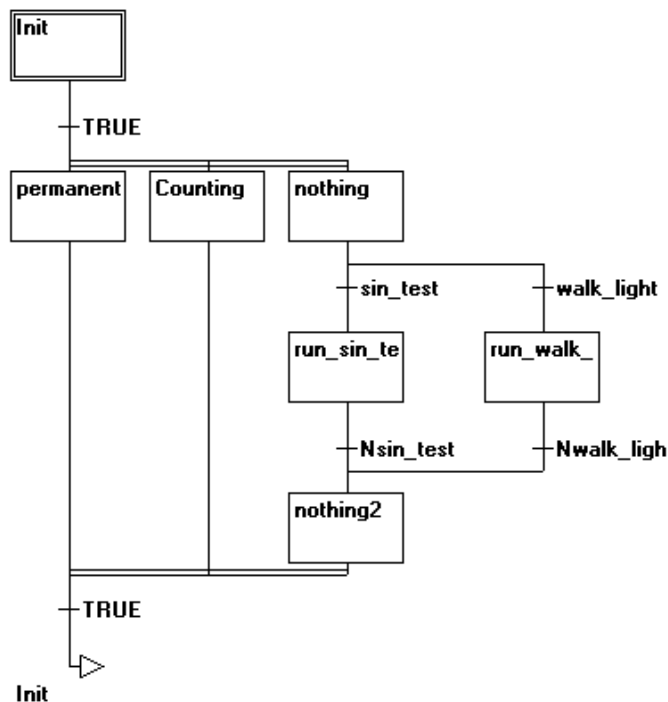 Init
TRUE
permanent Counting nothing
sin_test walk_light
run_sin_te run_walk_
Nsin_test Nwalk_ligh
nothing2
TRUE
Init